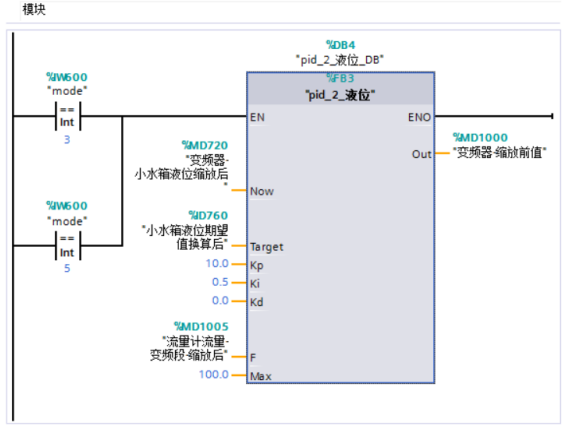 模块
%DB4
"pid_2_液位_DB"
%IW600
"mode"
==
Int
3
%FB3
"pid_2_液位"
EN
ENO
%MD720
"变频器-
小水箱液位缩放后
"
Now
Out
%MD1000
"变频器-缩放前值"
%IW600
"mode"
==
Int
5
%ID760
"小水箱液位期望
值换算后"
Target
10.0
Kp
0.5
Ki
0.0
Kd
%MD1005
"流量计流量-
变频段-缩放后"
F
100.0
Max